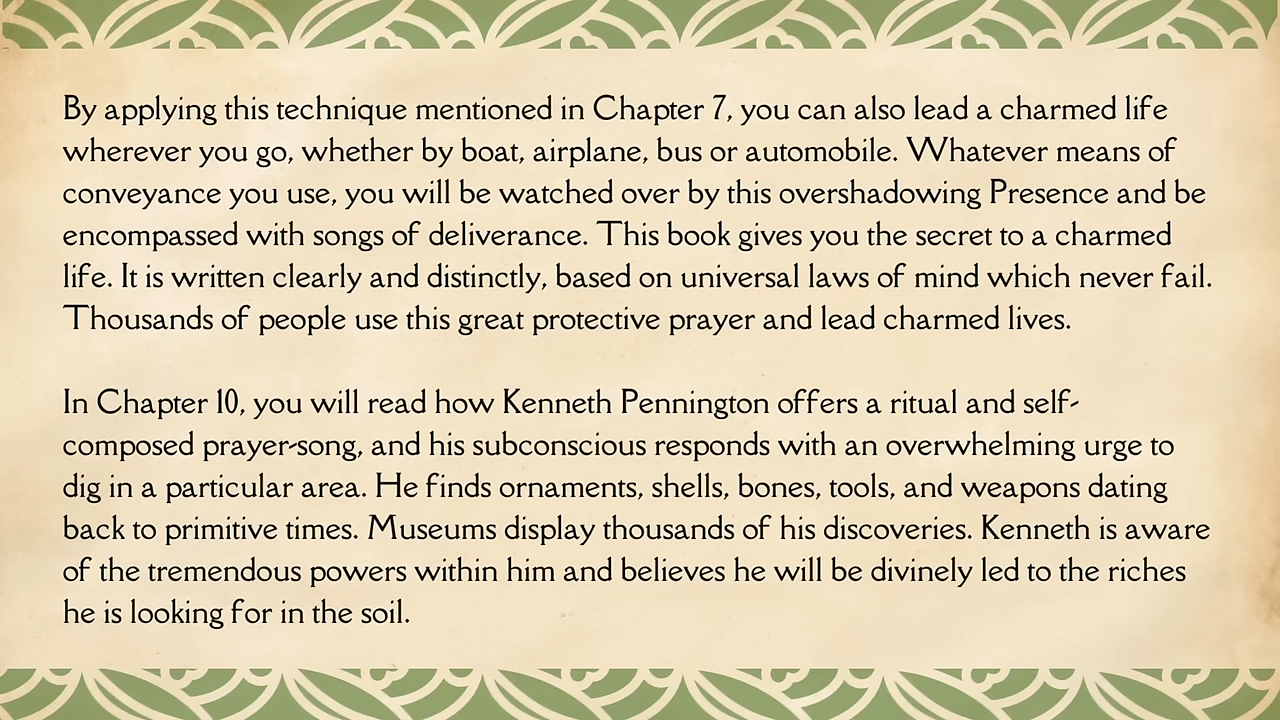 By applying this technique mentioned in Chapter 7, you can also lead a charmed life
wherever you go, whether by boat, airplane, bus or automobile. Whatever means of
conveyance you use, you will be watched over by this overshadowing Presence and be
encompassed with songs of deliverance. This book gives you the secret to a charmed
life. It is written clearly and distinctly, based on universal laws of mind which never fail.
Thousands of people use this great protective prayer and lead charmed lives.
In Chapter 10, you will read how Kenneth Pennington offers a ritual and self-
composed prayer-song, and his subconscious responds with an overwhelming urge to
dig in a particular area. He finds ornaments, shells, bones, tools, and weapons dating
back to primitive times. Museums display thousands of his discoveries. Kenneth is aware
of the tremendous powers within him and believes he will be divinely led to the riches
he is looking for in the soil.